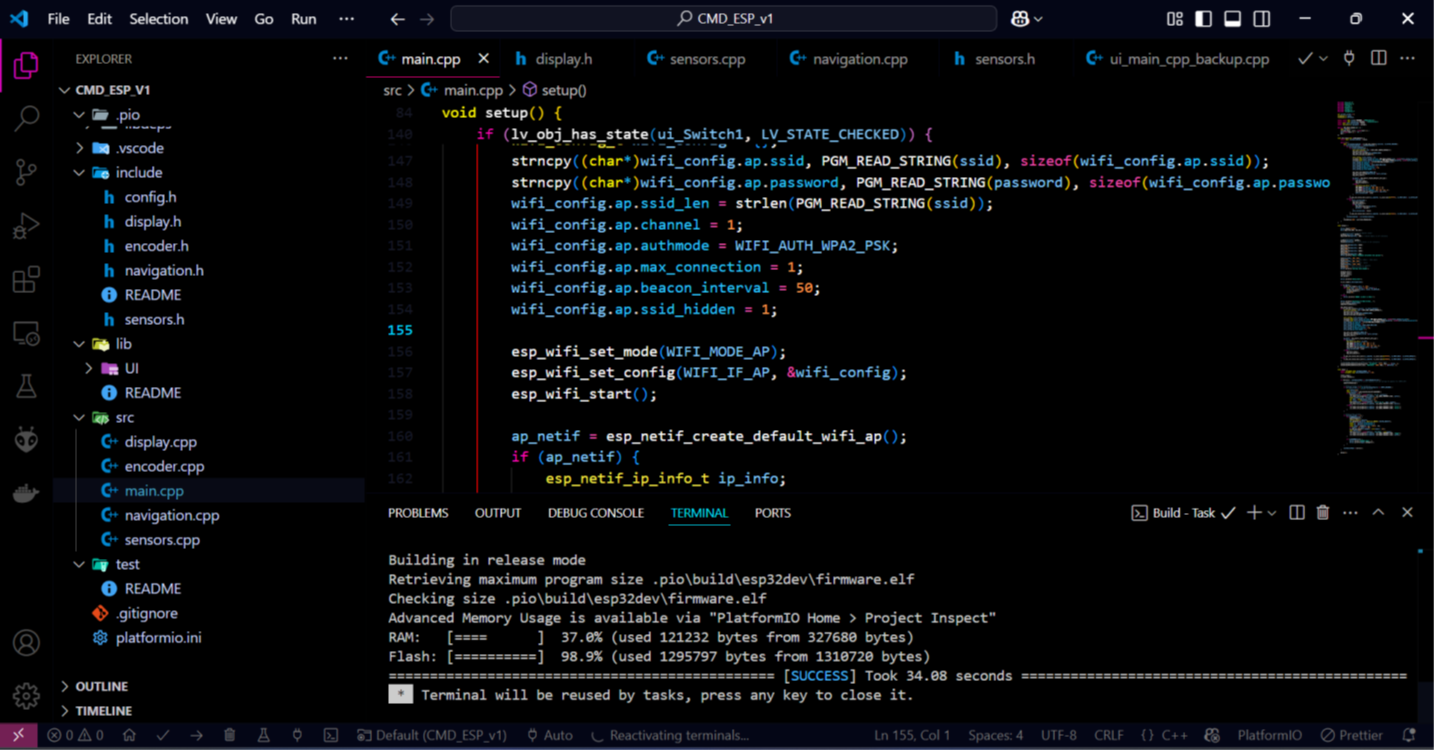 File Edit Selection View Go Run ··· CMD_ESP_v1
EXPLORER ···
CMD_ESP_V1
.pio
.vscode
include
config.h
display.h
encoder.h
navigation.h
README
sensors.h
lib
UI
README
src
display.cpp
encoder.cpp
main.cpp
navigation.cpp
sensors.cpp
test
README
.gitignore
platformio.ini
OUTLINE
TIMELINE
main.cpp display.h sensors.cpp navigation.cpp sensors.h ui_main_cpp_backup.cpp
src > main.cpp > setup()
84 void setup() {
140 if (lv_obj_has_state(ui_Switch1, LV_STATE_CHECKED)) {
147 strncpy((char*)wifi_config.ap.ssid, PGM_READ_STRING(ssid), sizeof(wifi_config.ap.ssid));
148 strncpy((char*)wifi_config.ap.password, PGM_READ_STRING(password), sizeof(wifi_config.ap.passwo
149 wifi_config.ap.ssid_len = strlen(PGM_READ_STRING(ssid));
150 wifi_config.ap.channel = 1;
151 wifi_config.ap.authmode = WIFI_AUTH_WPA2_PSK;
152 wifi_config.ap.max_connection = 1;
153 wifi_config.ap.beacon_interval = 50;
154 wifi_config.ap.ssid_hidden = 1;
155
156 esp_wifi_set_mode(WIFI_MODE_AP);
157 esp_wifi_set_config(WIFI_IF_AP, &wifi_config);
158 esp_wifi_start();
159
160 ap_netif = esp_netif_create_default_wifi_ap();
161 if (ap_netif) {
162 esp_netif_ip_info_t ip_info;
PROBLEMS OUTPUT DEBUG CONSOLE TERMINAL PORTS Build - Task
Building in release mode
Retrieving maximum program size .pio\build\esp32dev\firmware.elf
Checking size .pio\build\esp32dev\firmware.elf
Advanced Memory Usage is available via "PlatformIO Home > Project Inspect"
RAM: [==== ] 37.0% (used 121232 bytes from 327680 bytes)
Flash: [==========] 98.9% (used 1295797 bytes from 1310720 bytes)
=============================================== [SUCCESS] Took 34.08 seconds ===============================================
* Terminal will be reused by tasks, press any key to close it.
0 0 Default (CMD_ESP_v1) Auto Reactivating terminals... Ln 155, Col 1 Spaces: 4 UTF-8 CRLF {} C++ PlatformIO Prettier